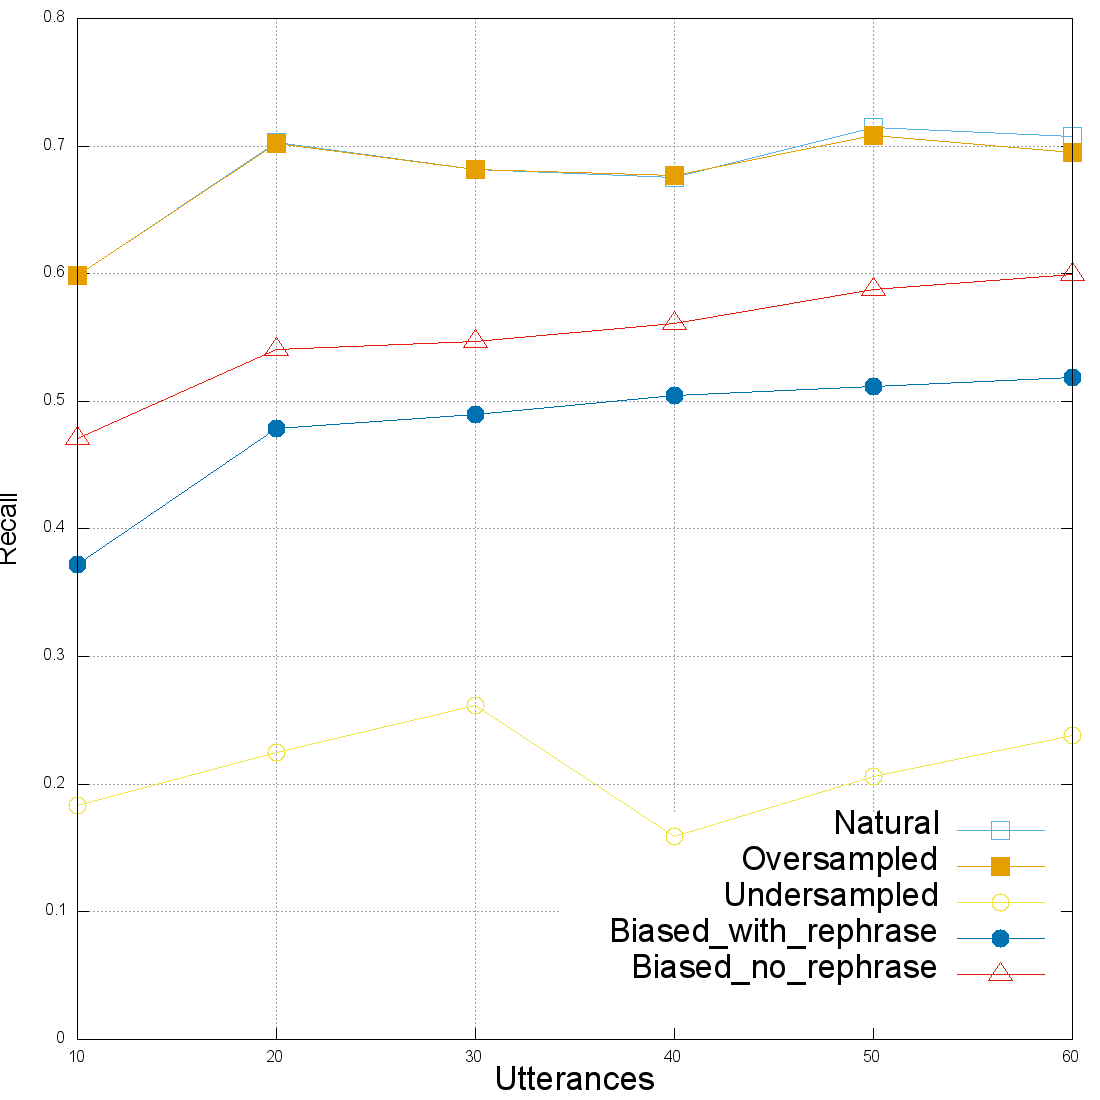 0.8
0.7
0.6
0.5
0.4
0.3
0.2
0.1
0
Recall
Natural
Oversampled
Undersampled
Biased_with_rephrase
Biased_no_rephrase
10 20 30 40 50 60
Utterances